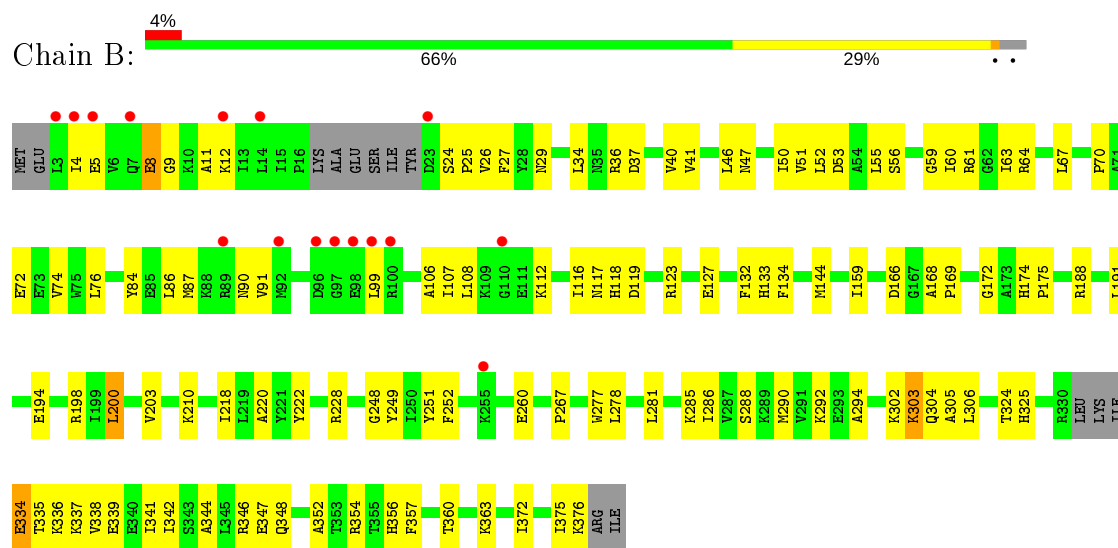 4%
Chain B:
66% 29% • •
MET GLU L3 I4 E5 V6 Q7 E8 G9 K10 A11 K12 I13 L14 I15 P16 LYS ALA GLU SER ILE TYR D23 S24 P25 V26 F27 Y28 N29 L34 N35 R36 D37 V40 V41 L46 N47 I50 V51 L52 D53 A54 L55 S56 G59 I60 R61 G62 I63 R64 L67 P70 A71
E72 E73 V74 W75 L76 Y84 E85 L86 M87 K88 R89 N90 V91 M92 D96 G97 E98 L99 R100 A106 I107 L108 K109 G110 E111 K112 I116 N117 H118 D119 R123 E127 F132 H133 F134 M144 I159 D166 G167 A168 P169 G172 A173 H174 P175 R188 L191
E194 R198 I199 L200 V203 K210 I218 L219 A220 Y221 Y222 R228 G248 Y249 I250 Y251 F252 K255 E260 P267 W277 L278 L281 K285 I286 V287 S288 K289 M290 V291 K292 E293 A294 K302 K303 Q304 A305 L306 T324 H325 R330 LEU LYS ILE
E334 T335 K336 K337 V338 E339 E340 I341 I342 S343 A344 L345 R346 E347 Q348 A352 T353 R354 T355 H356 F357 T360 K363 I372 I375 K376 ARG ILE